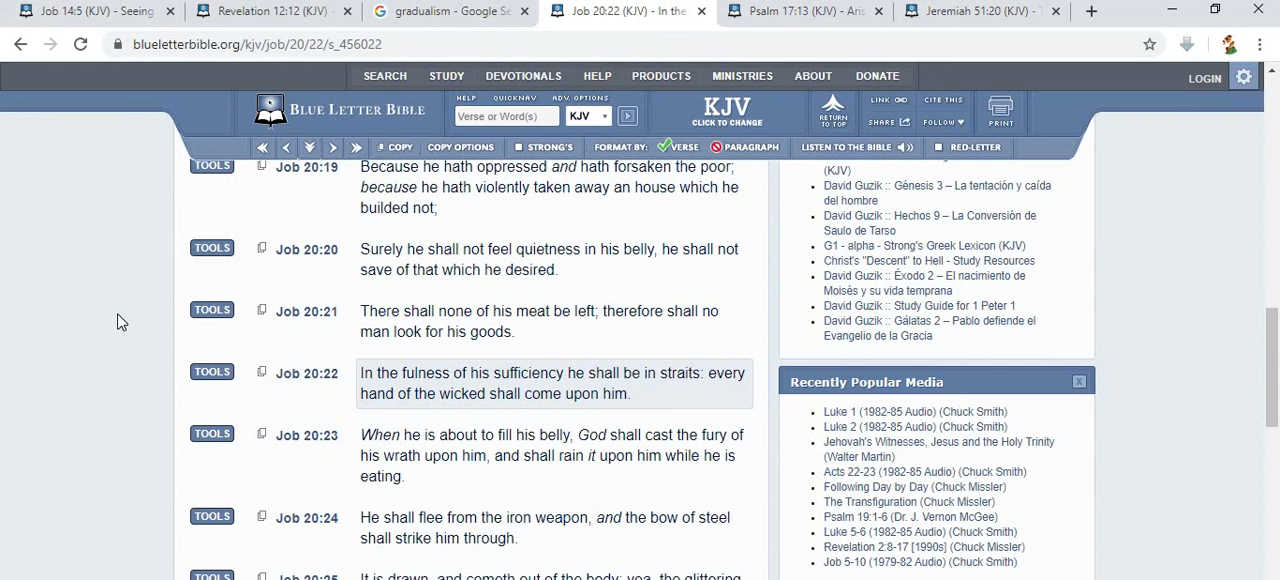 Job 14:5 (KJV) - Seeing
Revelation 12:12 (KJV) -
gradualism - Google Se
Job 20:22 (KJV) - In the
Psalm 17:13 (KJV) - Aris
Jeremiah 51:20 (KJV) - T
blueletterbible.org/kjv/job/20/22/s_456022
SEARCH STUDY DEVOTIONALS HELP PRODUCTS MINISTRIES ABOUT DONATE
LOGIN
BLUE LETTER BIBLE
HELP QUICKNAV ADV. OPTIONS
Verse or Word(s) KJV
KJV
CLICK TO CHANGE
RETURN
TO TOP
LINK CITE THIS
SHARE FOLLOW
PRINT
COPY COPY OPTIONS STRONG'S FORMAT BY: VERSE PARAGRAPH LISTEN TO THE BIBLE RED-LETTER
TOOLS Job 20:19 Because he hath oppressed and hath forsaken the poor;
because he hath violently taken away an house which he
builded not;
TOOLS Job 20:20 Surely he shall not feel quietness in his belly, he shall not
save of that which he desired.
TOOLS Job 20:21 There shall none of his meat be left; therefore shall no
man look for his goods.
TOOLS Job 20:22 In the fulness of his sufficiency he shall be in straits: every
hand of the wicked shall come upon him.
TOOLS Job 20:23 When he is about to fill his belly, God shall cast the fury of
his wrath upon him, and shall rain it upon him while he is
eating.
TOOLS Job 20:24 He shall flee from the iron weapon, and the bow of steel
shall strike him through.
TOOLS Job 20:25 It is drawn, and cometh out of the body; yea, the glittering
(KJV)
David Guzik :: Génesis 3 – La tentación y caída
del hombre
David Guzik :: Hechos 9 – La Conversión de
Saulo de Tarso
G1 - alpha - Strong's Greek Lexicon (KJV)
Christ's "Descent" to Hell - Study Resources
David Guzik :: Éxodo 2 – El nacimiento de
Moisés y su vida temprana
David Guzik :: Study Guide for 1 Peter 1
David Guzik :: Gálatas 2 – Pablo defiende el
Evangelio de la Gracia
Recently Popular Media x
Luke 1 (1982-85 Audio) (Chuck Smith)
Luke 2 (1982-85 Audio) (Chuck Smith)
Jehovah's Witnesses, Jesus and the Holy Trinity
(Walter Martin)
Acts 22-23 (1982-85 Audio) (Chuck Smith)
Following Day by Day (Chuck Missler)
The Transfiguration (Chuck Missler)
Psalm 19:1-6 (Dr. J. Vernon McGee)
Luke 5-6 (1982-85 Audio) (Chuck Smith)
Revelation 2:8-17 [1990s] (Chuck Missler)
Job 5-10 (1979-82 Audio) (Chuck Smith)